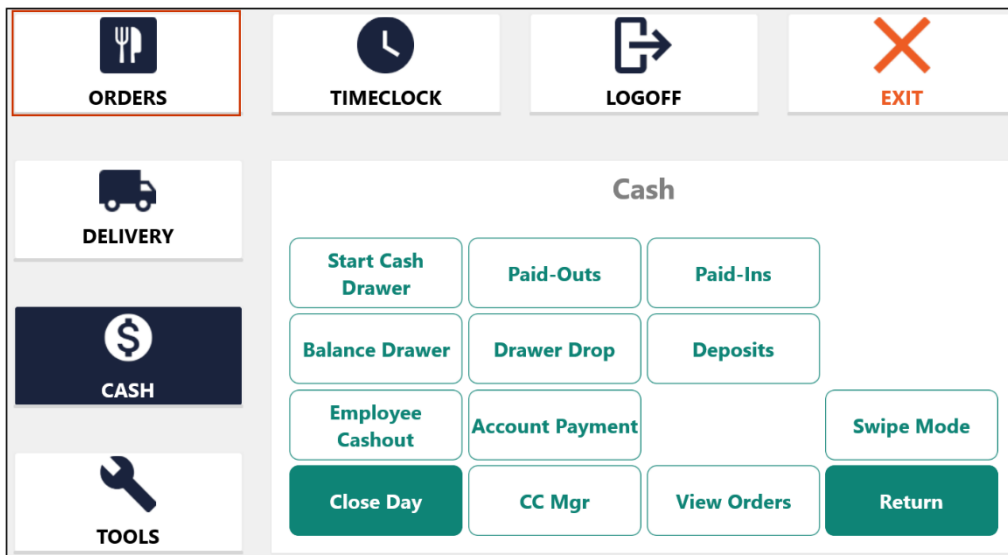 ORDERS
TIMECLOCK
LOGOFF
EXIT
DELIVERY
CASH
TOOLS
Cash
Start Cash
Drawer
Paid-Outs
Paid-Ins
Balance Drawer
Drawer Drop
Deposits
Employee
Cashout
Account Payment
Swipe Mode
Close Day
CC Mgr
View Orders
Return